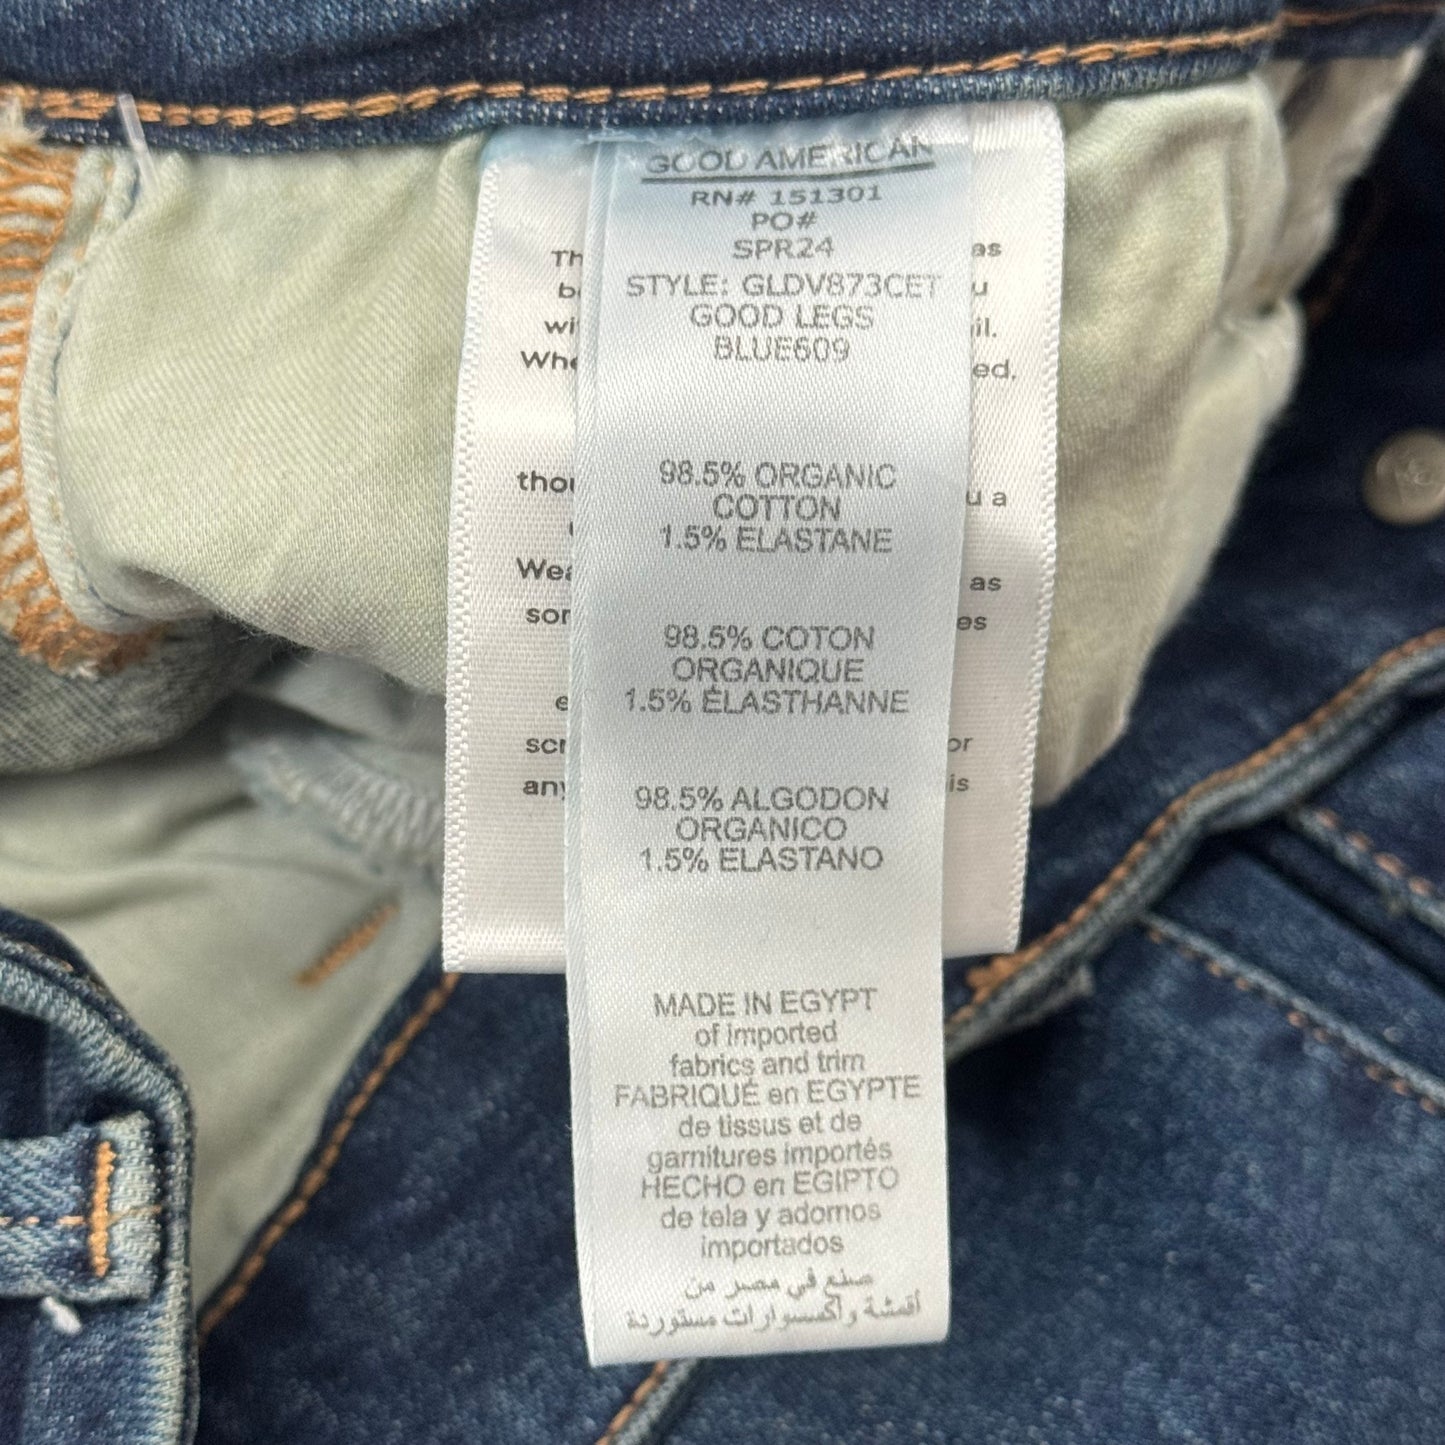 GOOD AMERICAN
RN# 151301
PO#
SPR24
STYLE: GLDV873CET
GOOD LEGS
BLUE609
98.5% ORGANIC
COTTON
1.5% ELASTANE
98.5% COTON
ORGANIQUE
1.5% ÉLASTHANNE
98.5% ALGODON
ORGANICO
1.5% ELASTANO
MADE IN EGYPT
of imported
fabrics and trim
FABRIQUÉ en EGYPTE
de tissus et de
garnitures importés
HECHO en EGIPTO
de tela y adornos
importados
صنع في مصر من
أقمشة وأكسسوارات مستوردة